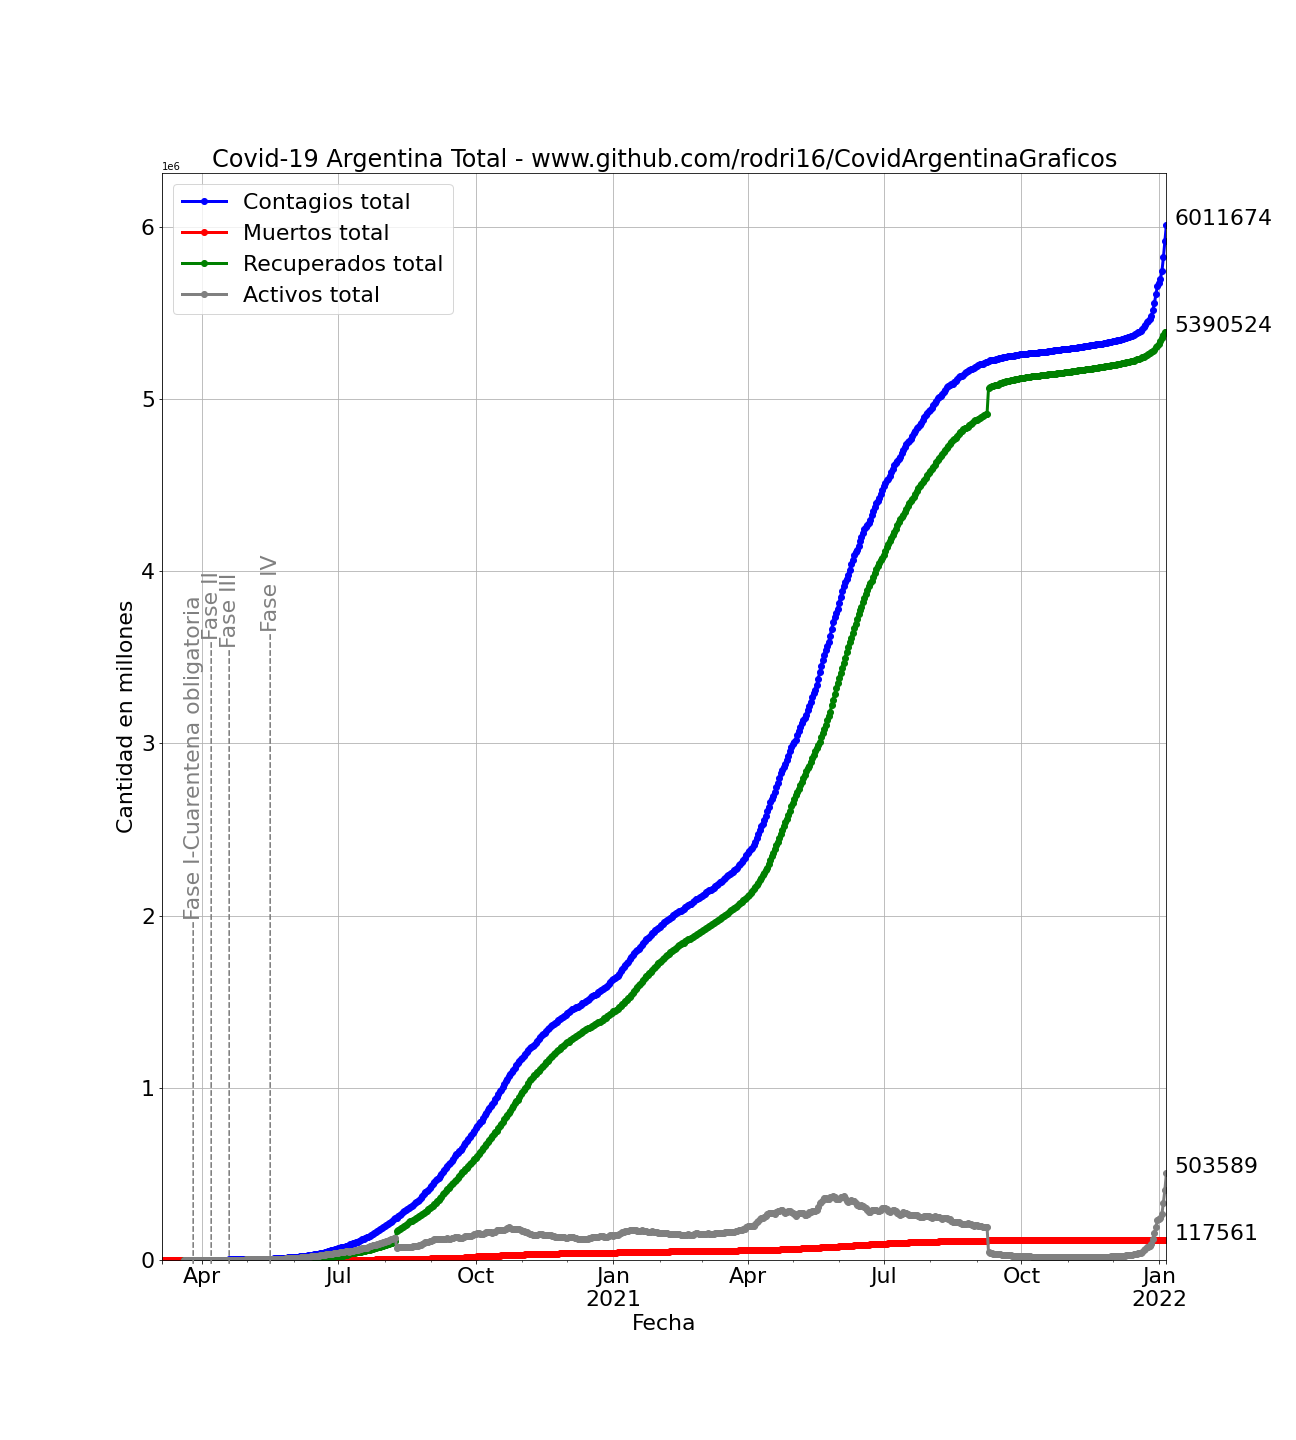 Covid-19 Argentina Total - www.github.com/rodri16/CovidArgentinaGraficos
1e6
Contagios total
Muertos total
Recuperados total
Activos total
6011674
5390524
503589
117561
6
5
4
3
2
1
0
Cantidad en millones
Fase I-Cuarentena obligatoria
Fase II
Fase III
Fase IV
Apr
Jul
Oct
Jan
2021
Apr
Jul
Oct
Jan
2022
Fecha